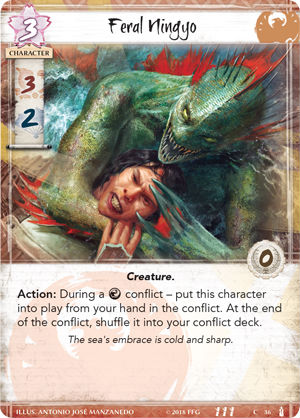 Feral Ningyo
3
CHARACTER
3
2
0
Creature.
Action: During a conflict – put this character
into play from your hand in the conflict. At the end
of the conflict, shuffle it into your conflict deck.
The sea's embrace is cold and sharp.
ILLUS. ANTONIO JOSÉ MANZANEDO © 2018 FFG C 36